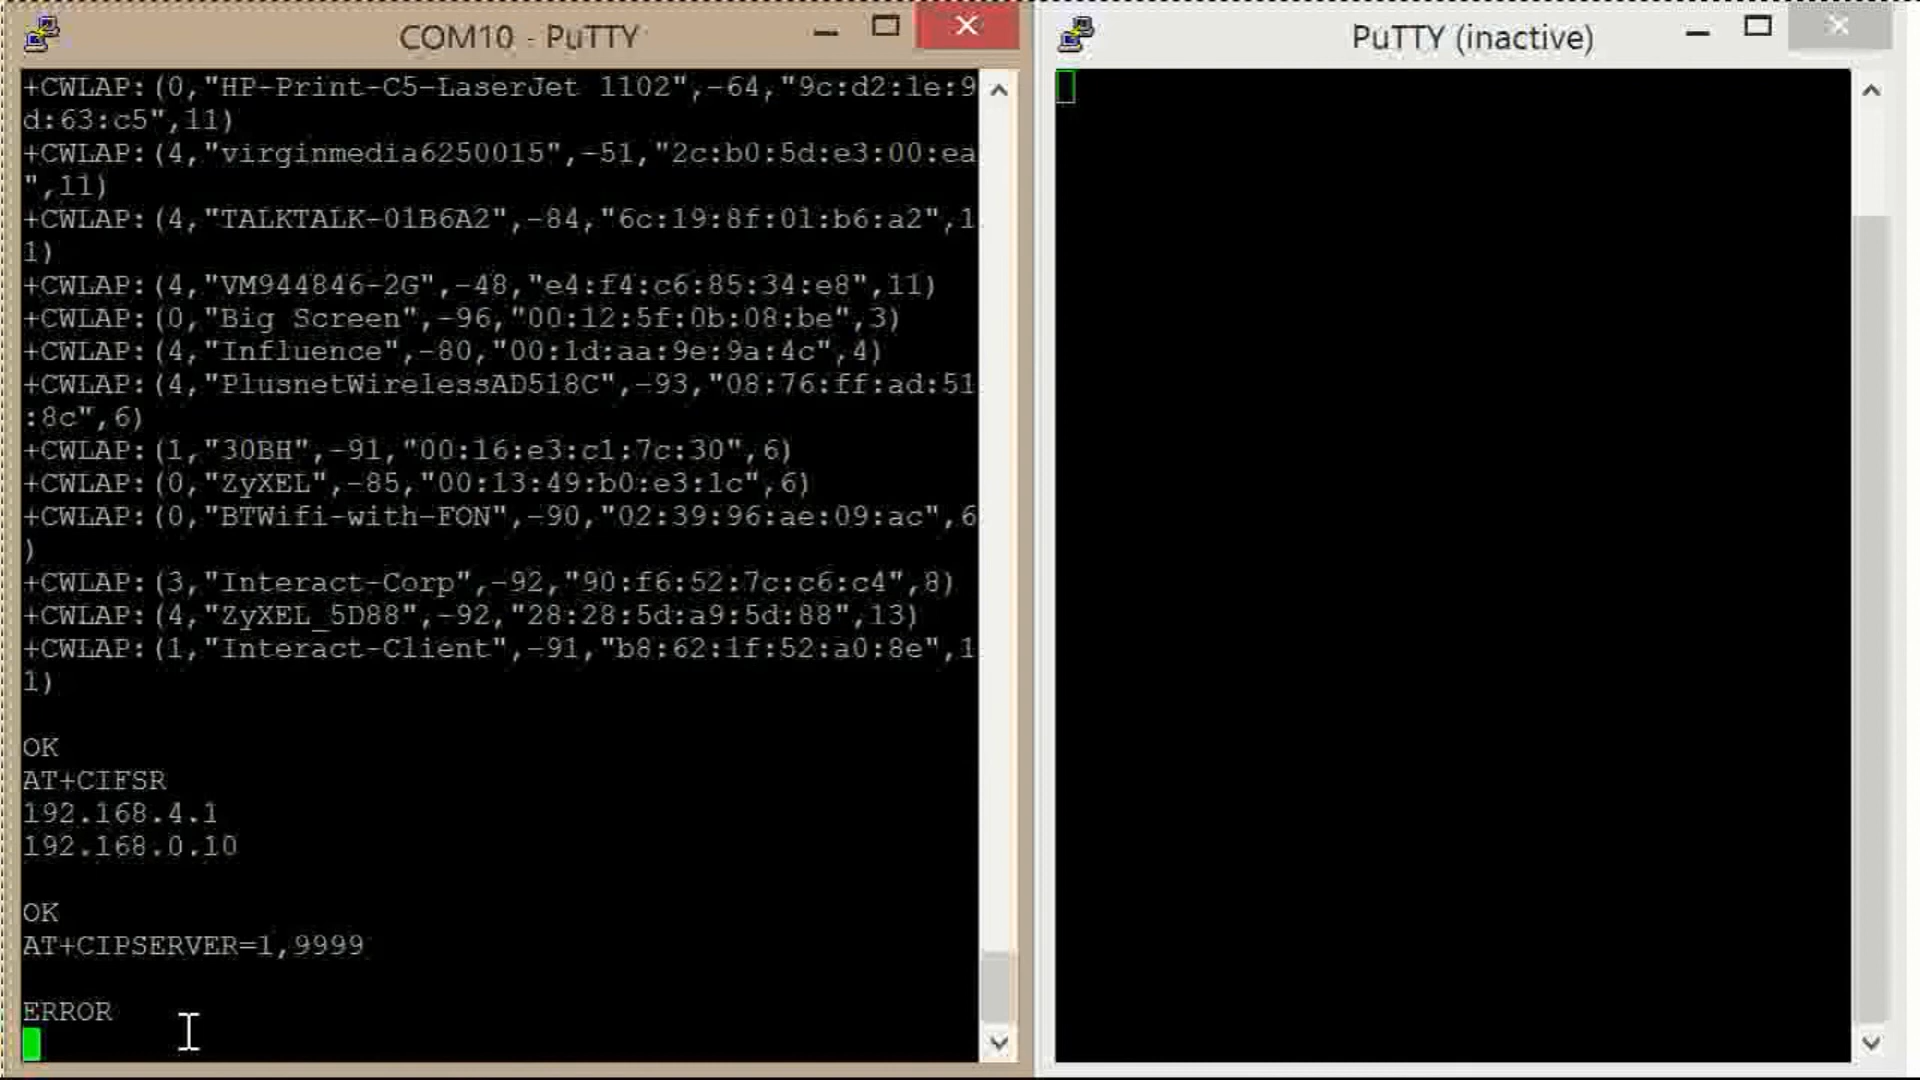 COM10 - PuTTY
+CWLAP:(0,"HP-Print-C5-LaserJet 1102",-64,"9c:d2:1e:9
d:63:c5",11)
+CWLAP:(4,"virginmedia6250015",-51,"2c:b0:5d:e3:00:ea
",11)
+CWLAP:(4,"TALKTALK-01B6A2",-84,"6c:19:8f:01:b6:a2",1
1)
+CWLAP:(4,"VM944846-2G",-48,"e4:f4:c6:85:34:e8",11)
+CWLAP:(0,"Big Screen",-96,"00:12:5f:0b:08:be",3)
+CWLAP:(4,"Influence",-80,"00:1d:aa:9e:9a:4c",4)
+CWLAP:(4,"PlusnetWirelessAD518C",-93,"08:76:ff:ad:51
:8c",6)
+CWLAP:(1,"30BH",-91,"00:16:e3:c1:7c:30",6)
+CWLAP:(0,"ZyXEL",-85,"00:13:49:b0:e3:1c",6)
+CWLAP:(0,"BTWifi-with-FON",-90,"02:39:96:ae:09:ac",6
)
+CWLAP:(3,"Interact-Corp",-92,"90:f6:52:7c:c6:c4",8)
+CWLAP:(4,"ZyXEL_5D88",-92,"28:28:5d:a9:5d:88",13)
+CWLAP:(1,"Interact-Client",-91,"b8:62:1f:52:a0:8e",1
1)
OK
AT+CIFSR
192.168.4.1
192.168.0.10
OK
AT+CIPSERVER=1,9999
ERROR
PuTTY (inactive)